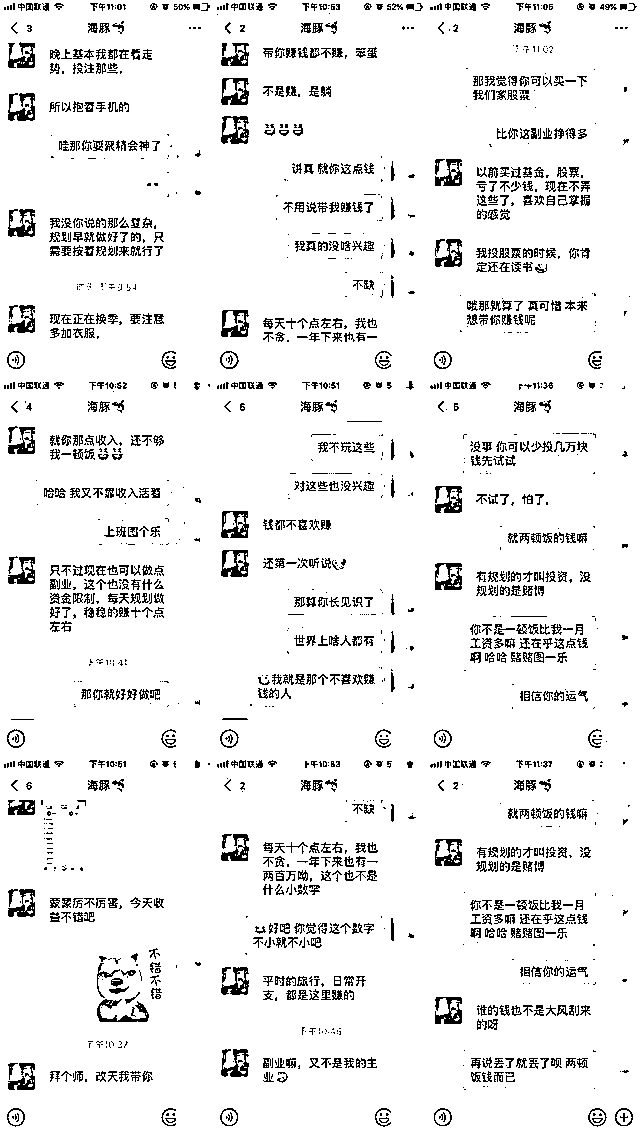 中国联通 下午11:01 50%
3 海豚
晚上基本我都在看走
势，投注那些，
所以抱着手机的
哇那你要聚精会神了
我没你说的那么复杂，
规划早就做好了的，只
需要按着规划来就行了
现在正在换季，要注意
多加衣服，
中国联通 下午10:53 52%
2 海豚
带你赚钱都不赚，笨蛋
不是赚，是躺
讲真 就你这点钱
不用说带我赚钱了
我真的没啥兴趣
不缺
每天十个点左右，我也
不贪，一年下来也有一
中国联通 下午11:05 49%
2 海豚
下午11:02
那我觉得你可以买一下
我们家股票
比你这副业挣得多
以前买过基金，股票，
亏了不少钱，现在不弄
这些了，喜欢自己掌握
的感觉
我投股票的时候，你肯
定还在读书
哎那就算了 真可惜 本来
想带你赚钱呢
中国联通 下午10:52
4 海豚
就你那点收入，还不够
我一顿饭
哈哈 我又不靠收入活着
上班图个乐
只不过现在也可以做点
副业，这个也没有什么
资金限制，每天规划做
好了，稳稳的赚十个点
左右
下午10:41
那你就好好做吧
中国联通 下午10:51
6 海豚
我不玩这些
对这些也没兴趣
钱都不喜欢赚
还第一次听说
那算你长见识了
世界上啥人都有
我就是那个不喜欢赚
钱的人
中国联通 下午11:36
5 海豚
没事 你可以少投几万块
钱先试试
不试了，怕了，
就两顿饭的钱嘛
有规划的才叫投资，没
规划的是赌博
你不是一顿饭比我一月
工资多嘛 还在乎这点钱
啊 哈哈 赌赌图一乐
相信你的运气
中国联通 下午10:51
6 海豚
厉不厉害，今天收
益不错吧
不错不错
下午10:37
拜个师，改天我带你
中国联通 下午10:53
2 海豚
不缺
每天十个点左右，我也
不贪，一年下来也有一
两百万呦，这个也不是
什么小数字
好吧 你觉得这个数字
不小就不小吧
平时的旅行，日常开
支，都是这里赚的
下午10:46
副业嘛，又不是我的主
业
中国联通 下午11:37
2 海豚
就两顿饭的钱嘛
有规划的才叫投资，没
规划的是赌博
你不是一顿饭比我一月
工资多嘛 还在乎这点钱
啊 哈哈 赌赌图一乐
相信你的运气
谁的钱也不是大风刮来
的呀
再说丢了就丢了呗 两顿
饭钱而已